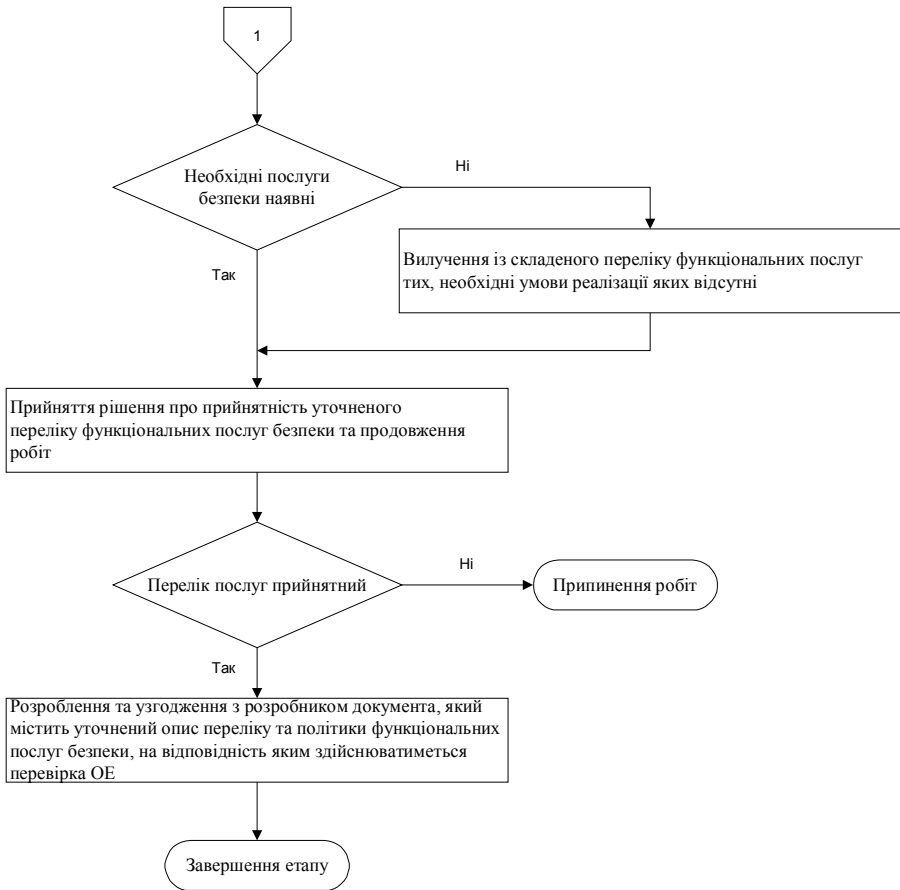 1
Необхідні послуги
безпеки наявні
Ні
Вилучення із складеного переліку функціональних послуг
тих, необхідні умови реалізації яких відсутні
Так
Прийняття рішення про прийнятність уточненого
переліку функціональних послуг безпеки та продовження
робіт
Перелік послуг прийнятний
Ні
Припинення робіт
Так
Розроблення та узгодження з розробником документа, який
містить уточнений опис переліку та політики функціональних
послуг безпеки, на відповідність яким здійснюватиметься
перевірка ОЕ
Завершення етапу